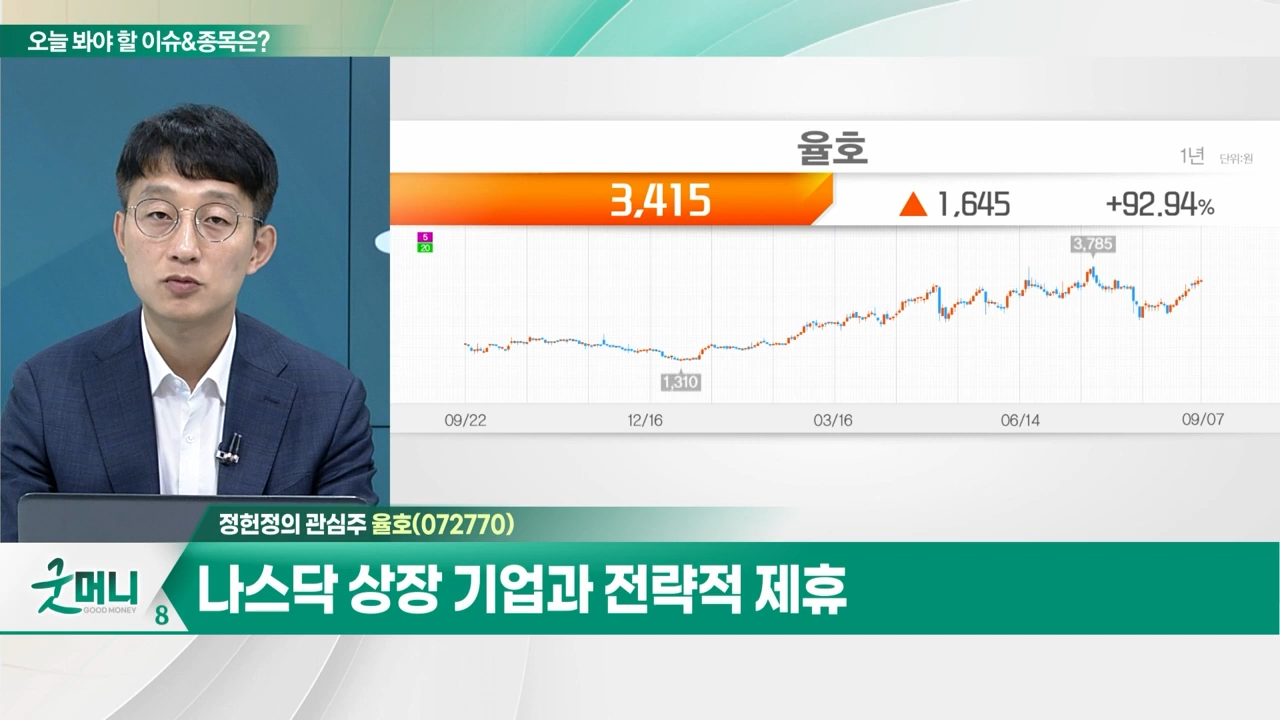 오늘 봐야 할 이슈&종목은?
율호
1년 단위:원
3,415 ▲ 1,645 +92.94%
5
20
3,785
1,310
09/22 12/16 03/16 06/14 09/07
정헌정의 관심주 율호(072770)
굿머니
GOOD MONEY
8
나스닥 상장 기업과 전략적 제휴